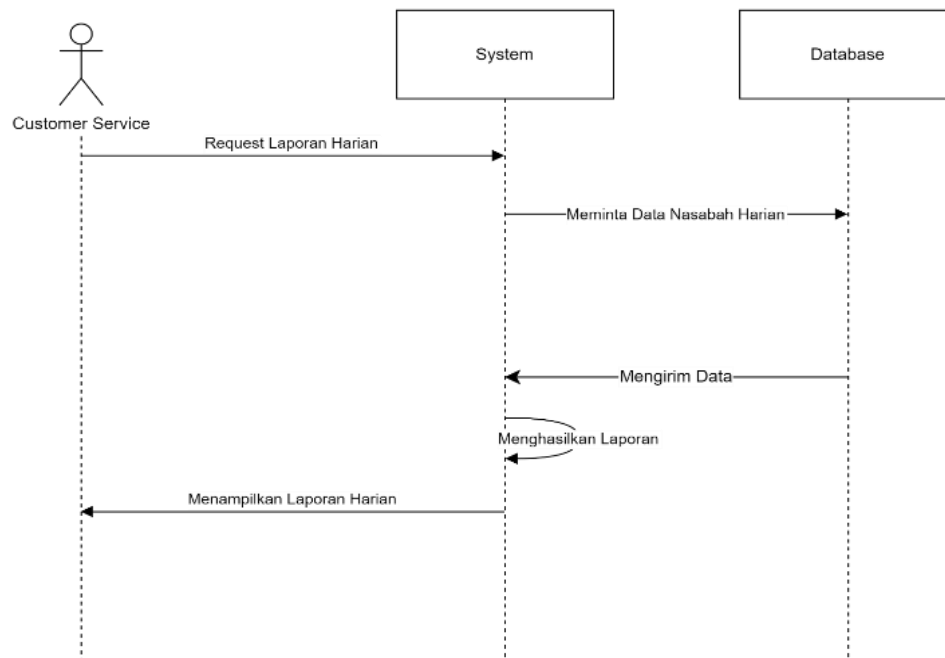 System
Database
Customer Service
Request Laporan Harian
Meminta Data Nasabah Harian
Mengirim Data
Menghasilkan Laporan
Menampilkan Laporan Harian